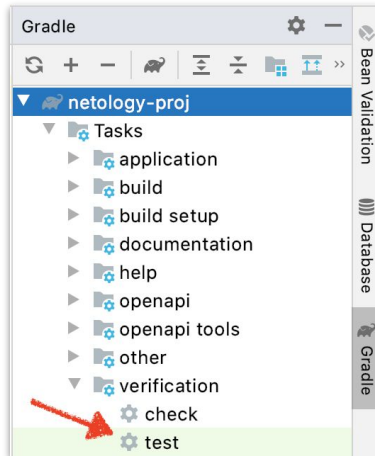 Gradle
netology-proj
Tasks
application
build
build setup
documentation
help
openapi
openapi tools
other
verification
check
test
Bean Validation
Database
Gradle